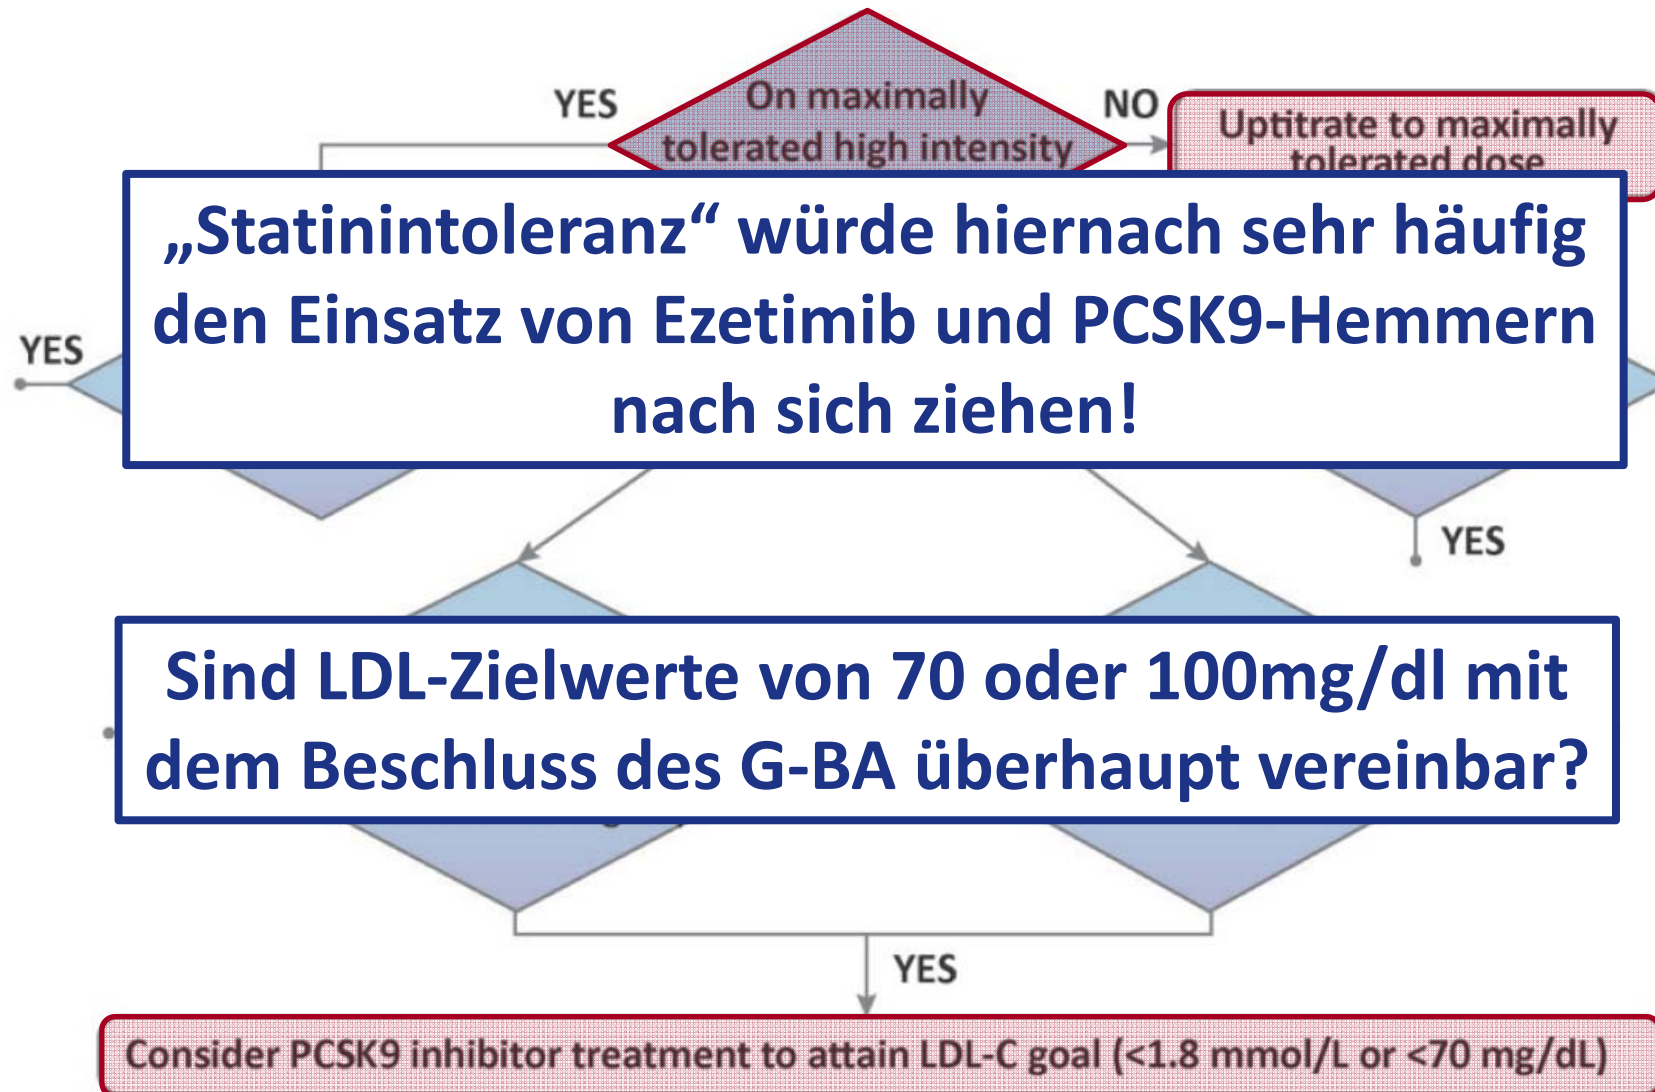 YES
On maximally
NO
tolerated high intensity
Uptitrate to maximally
tolerated dose
„Statinintoleranz“ würde hiernach sehr häufig
den Einsatz von Ezetimib und PCSK9-Hemmern
nach sich ziehen!
YES
YES
Sind LDL-Zielwerte von 70 oder 100mg/dl mit
dem Beschluss des G-BA überhaupt vereinbar?
YES
Consider PCSK9 inhibitor treatment to attain LDL-C goal (<1.8 mmol/L or <70 mg/dL)